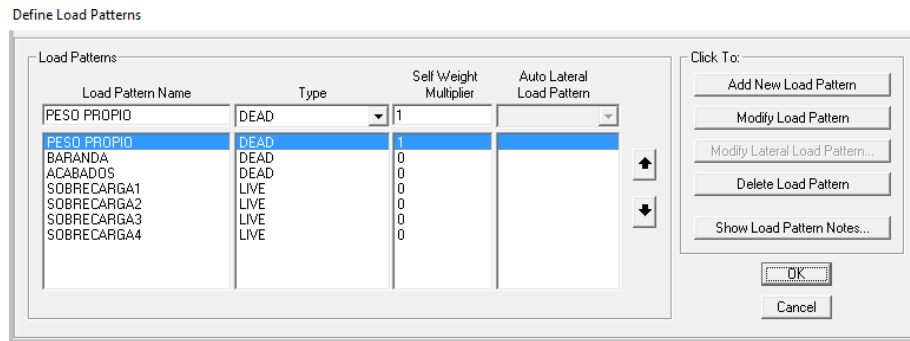 Define Load Patterns
Load Patterns
Click To:
Load Pattern Name Type Self Weight Multiplier Auto Lateral Load Pattern
PESO PROPIO DEAD 1
PESO PROPIO DEAD 1
BARANDA DEAD 0
ACABADOS DEAD 0
SOBRECARGA1 LIVE 0
SOBRECARGA2 LIVE 0
SOBRECARGA3 LIVE 0
SOBRECARGA4 LIVE 0
Add New Load Pattern
Modify Load Pattern
Modify Lateral Load Pattern...
Delete Load Pattern
Show Load Pattern Notes...
OK
Cancel